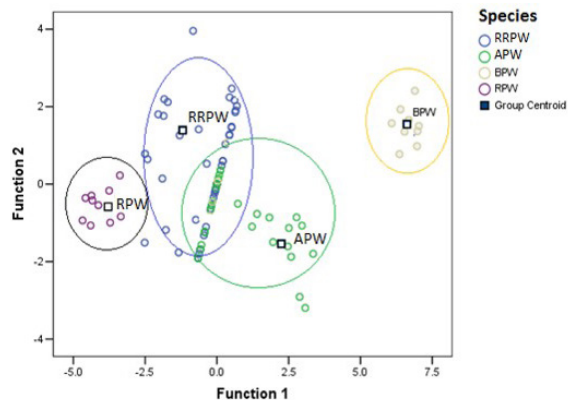 Species
RRPW
APW
BPW
RPW
Group Centroid
4
2
0
-2
-4
Function 2
RRPW
BPW
RPW
APW
-5.0
-2.5
0.0
2.5
5.0
7.5
Function 1